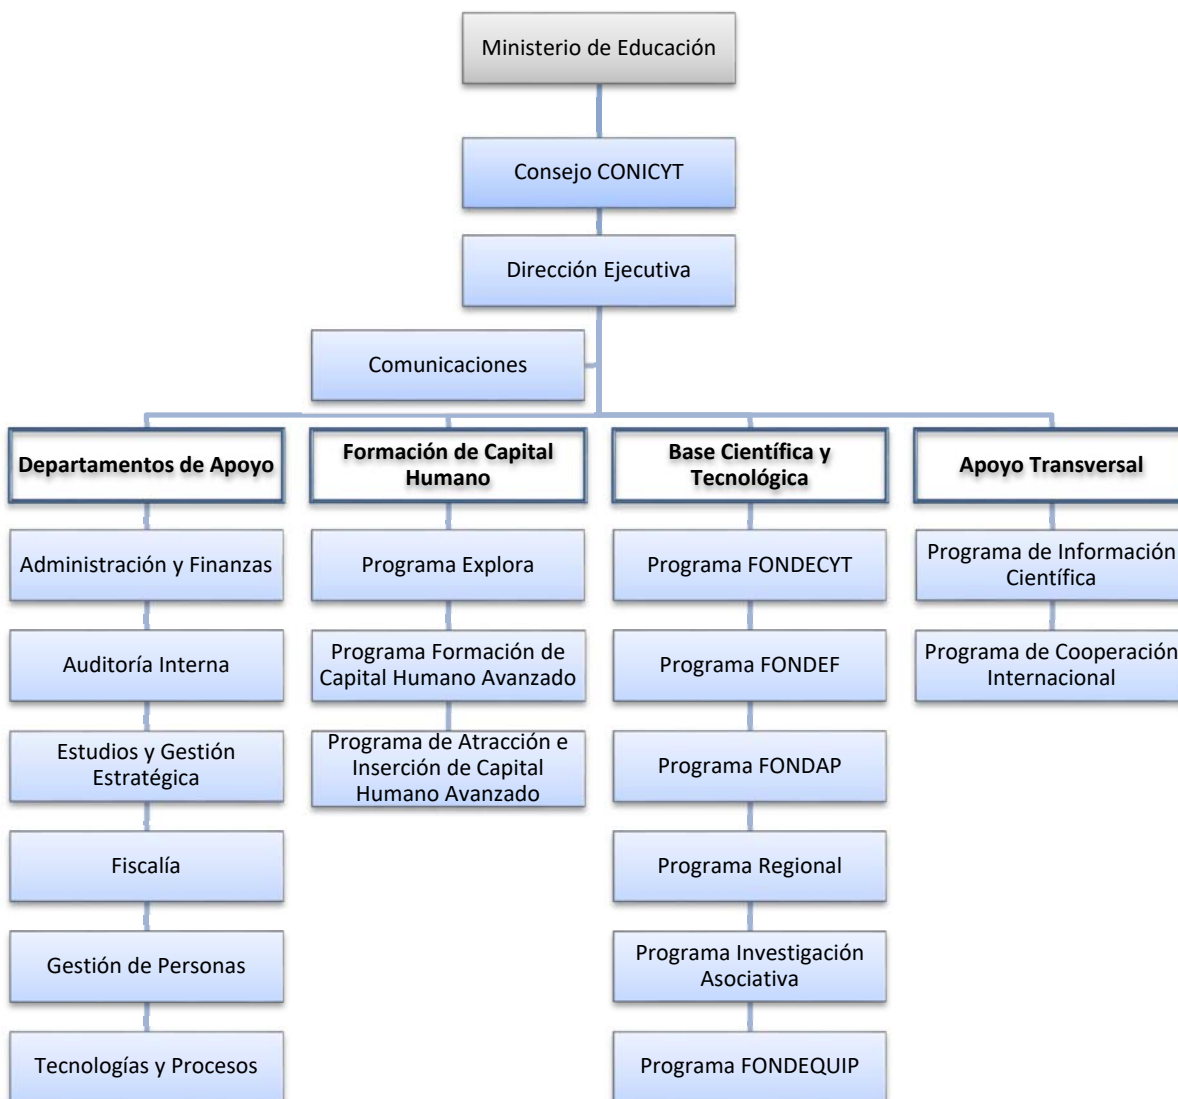 Ministerio de Educación
Consejo CONICYT
Dirección Ejecutiva
Comunicaciones
Departamentos de Apoyo
Administración y Finanzas
Auditoría Interna
Estudios y Gestión
Estratégica
Fiscalía
Gestión de Personas
Tecnologías y Procesos
Formación de Capital
Humano
Programa Explora
Programa Formación de
Capital Humano Avanzado
Programa de Atracción e
Inserción de Capital
Humano Avanzado
Base Científica y
Tecnológica
Programa FONDECYT
Programa FONDEF
Programa FONDAP
Programa Regional
Programa Investigación
Asociativa
Programa FONDEQUIP
Apoyo Transversal
Programa de Información
Científica
Programa de Cooperación
Internacional